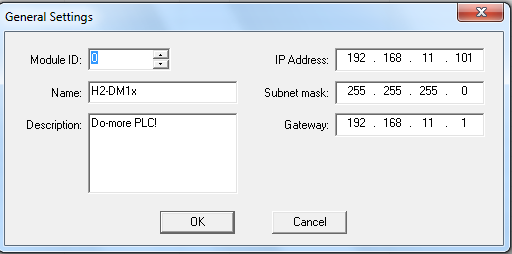 General Settings
Module ID: 0
IP Address: 192 . 168 . 11 . 101
Name: H2-DM1x
Subnet mask: 255 . 255 . 255 . 0
Description: Do-more PLC!
Gateway: 192 . 168 . 11 . 1
OK
Cancel